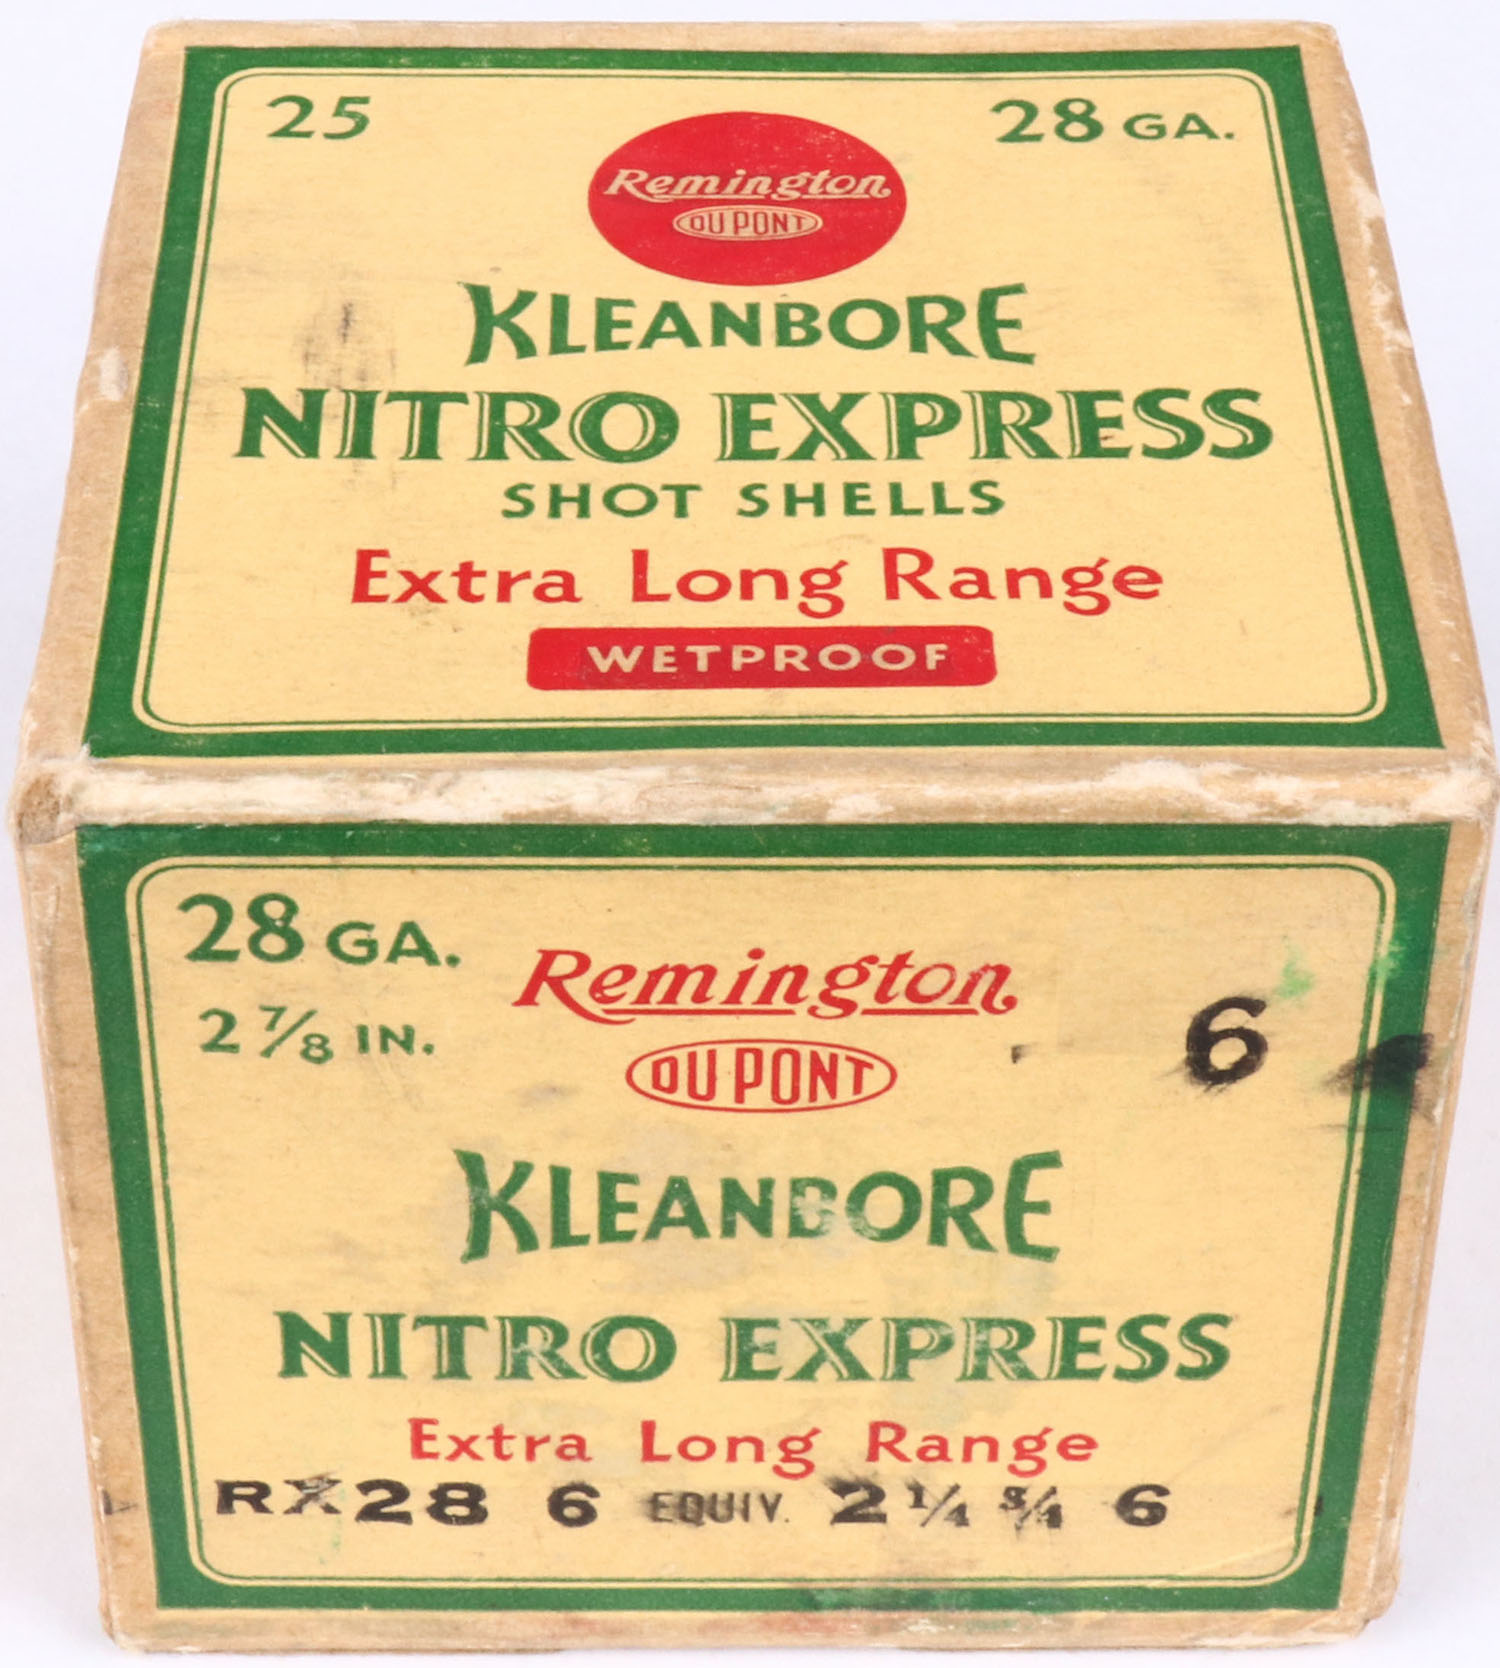 25 28 GA.
Remington
DU PONT
KLEANBORE
NITRO EXPRESS
SHOT SHELLS
Extra Long Range
WETPROOF
28 GA.
2 7/8 IN.
Remington
DU PONT
6
KLEANBORE
NITRO EXPRESS
Extra Long Range
RX28 6 EQUIV. 2 1/4 3/4 6